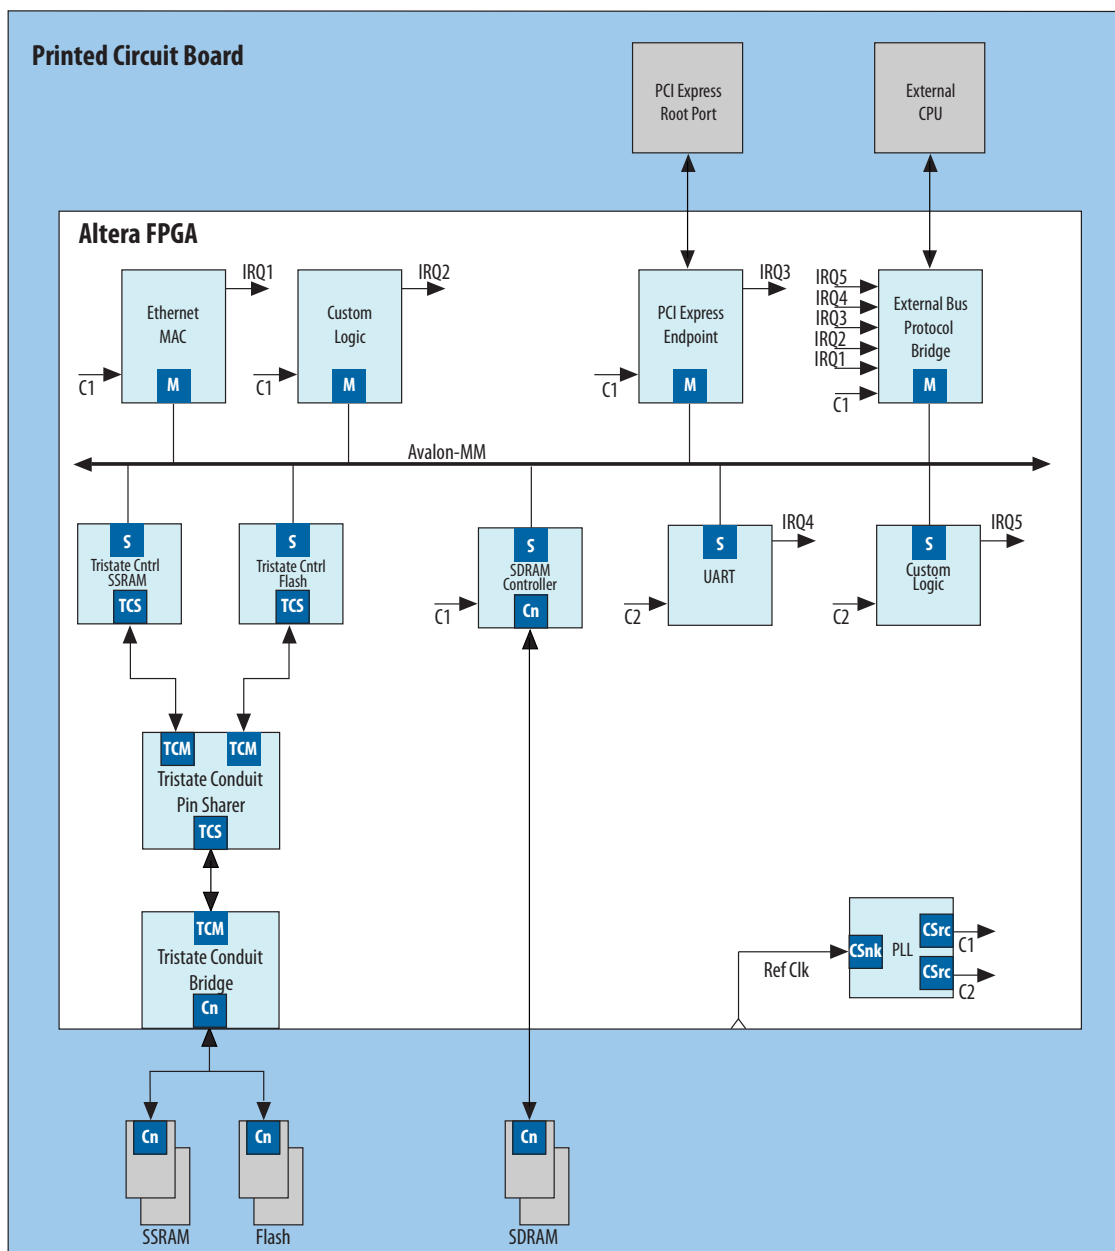 Printed Circuit Board
PCI Express
Root Port
External
CPU
Altera FPGA
IRQ1
IRQ2
IRQ3
Ethernet
MAC
C1
M
Custom
Logic
C1
M
PCI Express
Endpoint
C1
M
IRQ5
IRQ4
IRQ3
IRQ2
IRQ1
C1
External Bus
Protocol
Bridge
M
Avalon-MM
S
Tristate Cntrl
SSRAM
TCS
S
Tristate Cntrl
Flash
TCS
S
SDRAM
Controller
Cn
C1
S
UART
IRQ4
C2
S
Custom
Logic
IRQ5
C2
TCM
TCM
Tristate Conduit
Pin Sharer
TCS
TCM
Tristate Conduit
Bridge
Cn
Ref Clk
CSnk
PLL
CSrc
C1
CSrc
C2
Cn
Cn
Cn
SSRAM
Flash
SDRAM